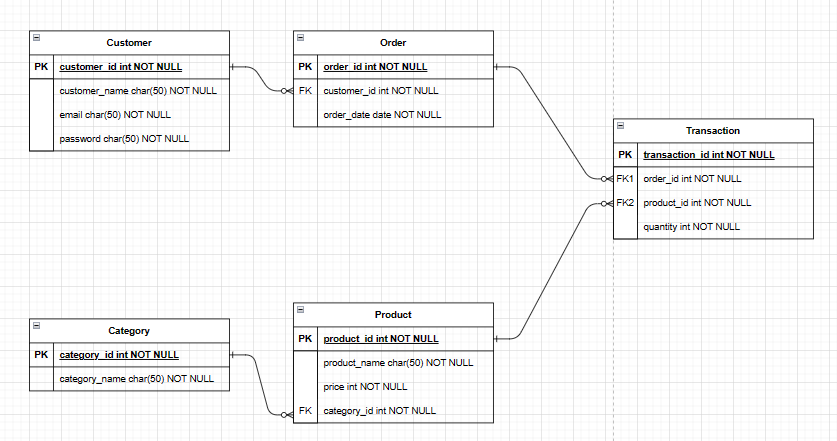 Customer
PK customer_id int NOT NULL
customer_name char(50) NOT NULL
email char(50) NOT NULL
password char(50) NOT NULL
Order
PK order_id int NOT NULL
FK customer_id int NOT NULL
order_date date NOT NULL
Transaction
PK transaction_id int NOT NULL
FK1 order_id int NOT NULL
FK2 product_id int NOT NULL
quantity int NOT NULL
Category
PK category_id int NOT NULL
category_name char(50) NOT NULL
Product
PK product_id int NOT NULL
product_name char(50) NOT NULL
price int NOT NULL
FK category_id int NOT NULL